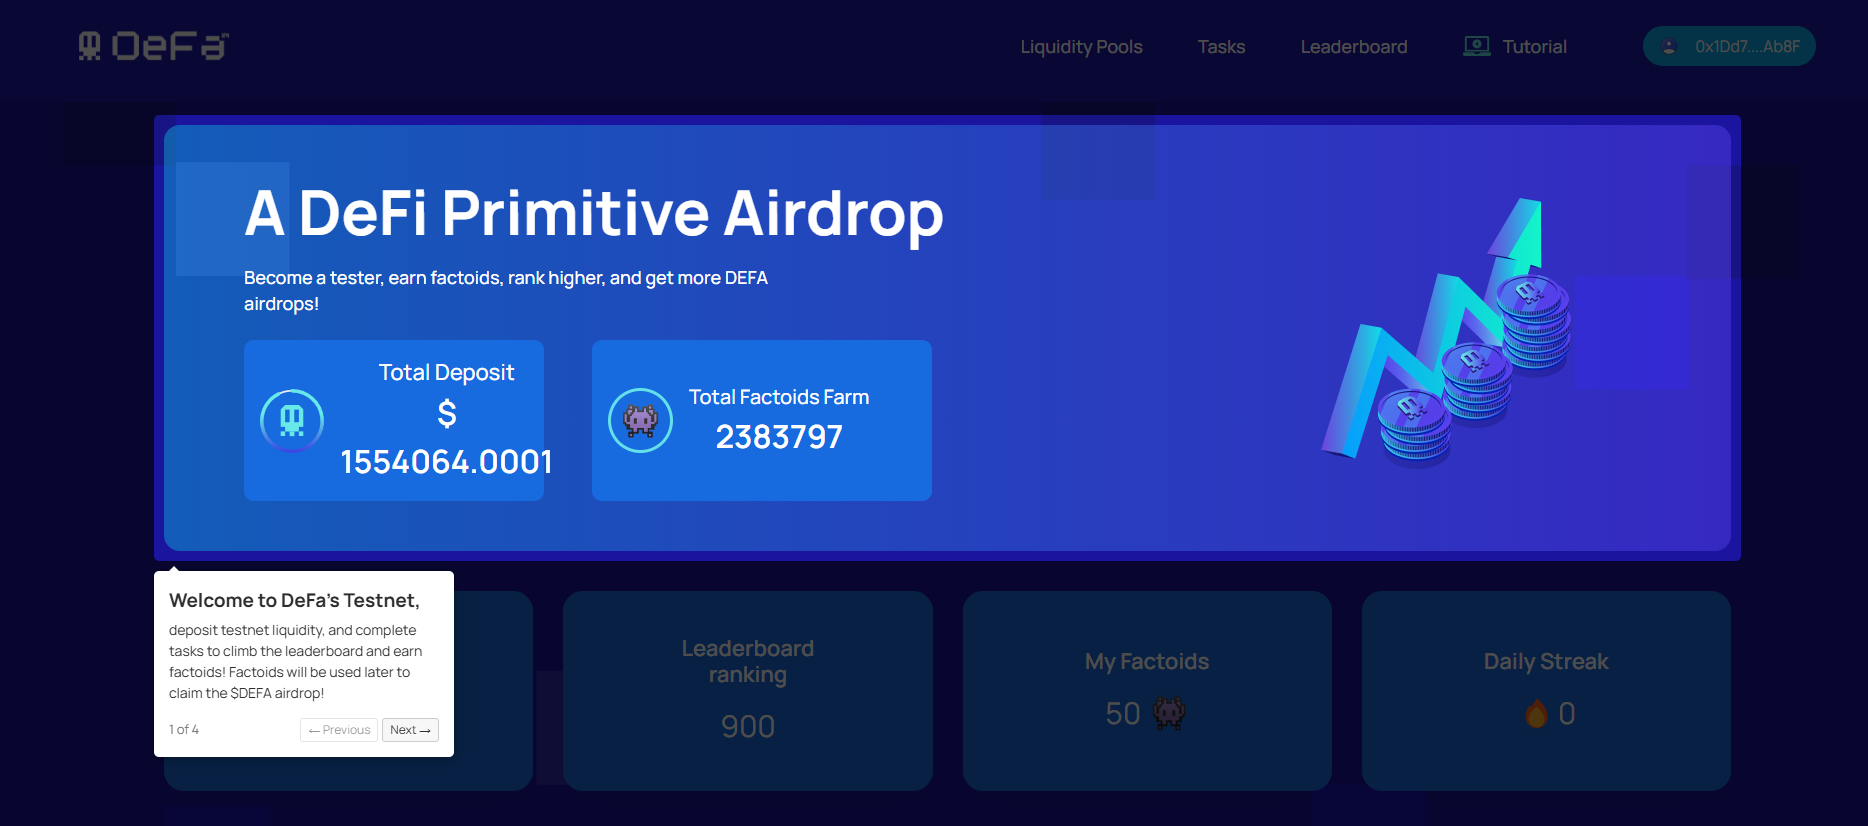 DeFa
Liquidity Pools
Tasks
Leaderboard
Tutorial
0x1Dd7....Ab8F
A DeFi Primitive Airdrop
Become a tester, earn factoids, rank higher, and get more DEFA
airdrops!
Total Deposit
$
1554064.0001
Total Factoids Farm
2383797
Welcome to DeFa's Testnet,
deposit testnet liquidity, and complete
tasks to climb the leaderboard and earn
factoids! Factoids will be used later to
claim the $DEFA airdrop!
1 of 4
← Previous
Next →
Leaderboard
ranking
900
My Factoids
50
Daily Streak
0